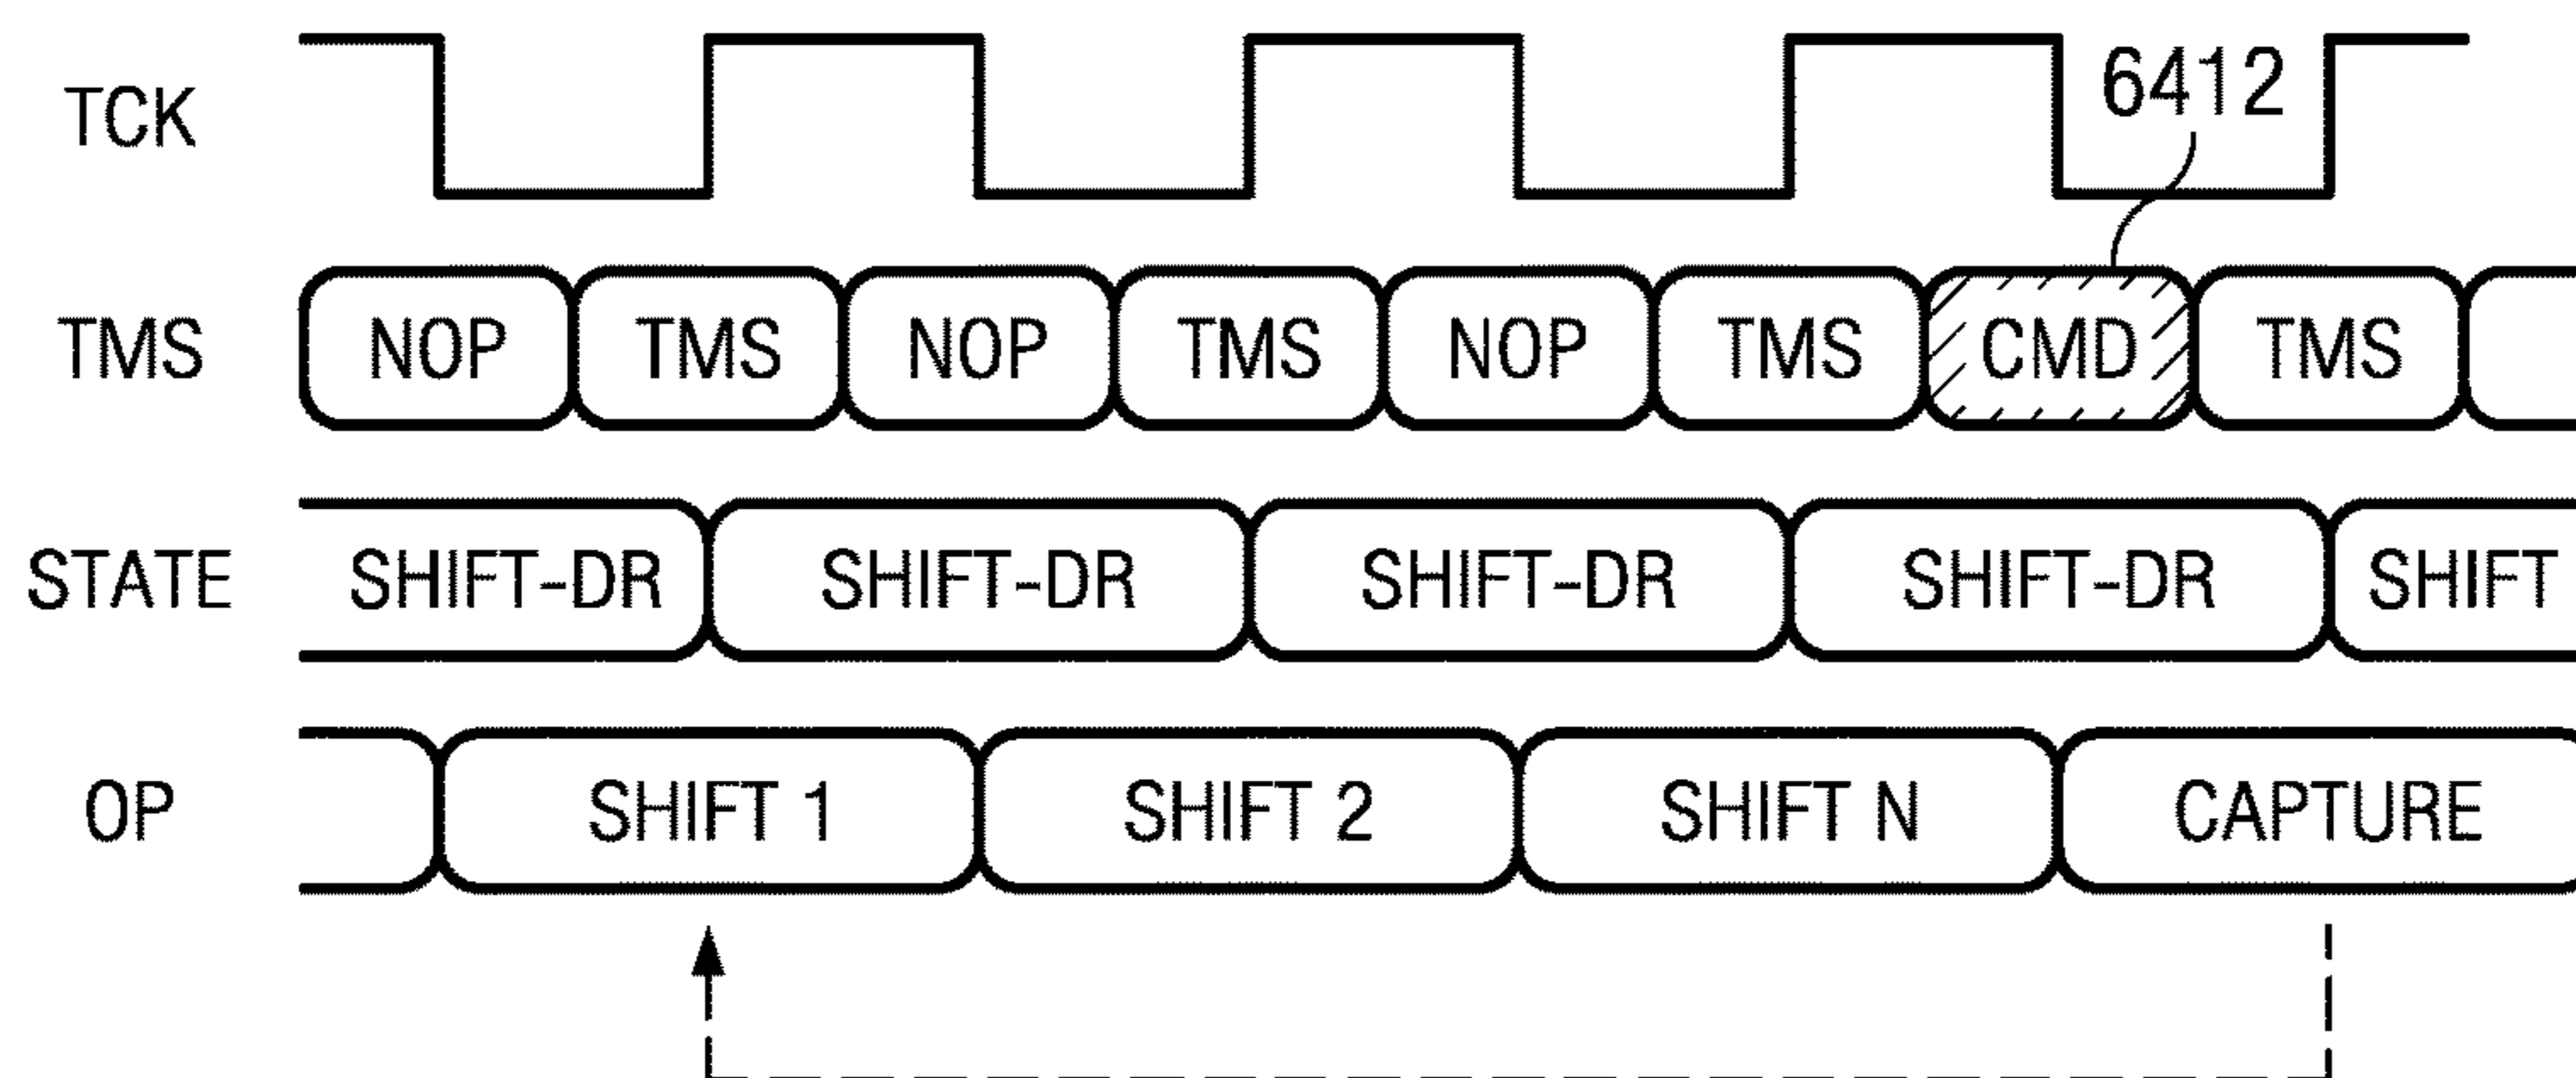 TCK 6412
TMS NOP TMS NOP TMS NOP TMS CMD TMS
STATE SHIFT-DR SHIFT-DR SHIFT-DR SHIFT-DR SHIFT
OP SHIFT 1 SHIFT 2 SHIFT N CAPTURE